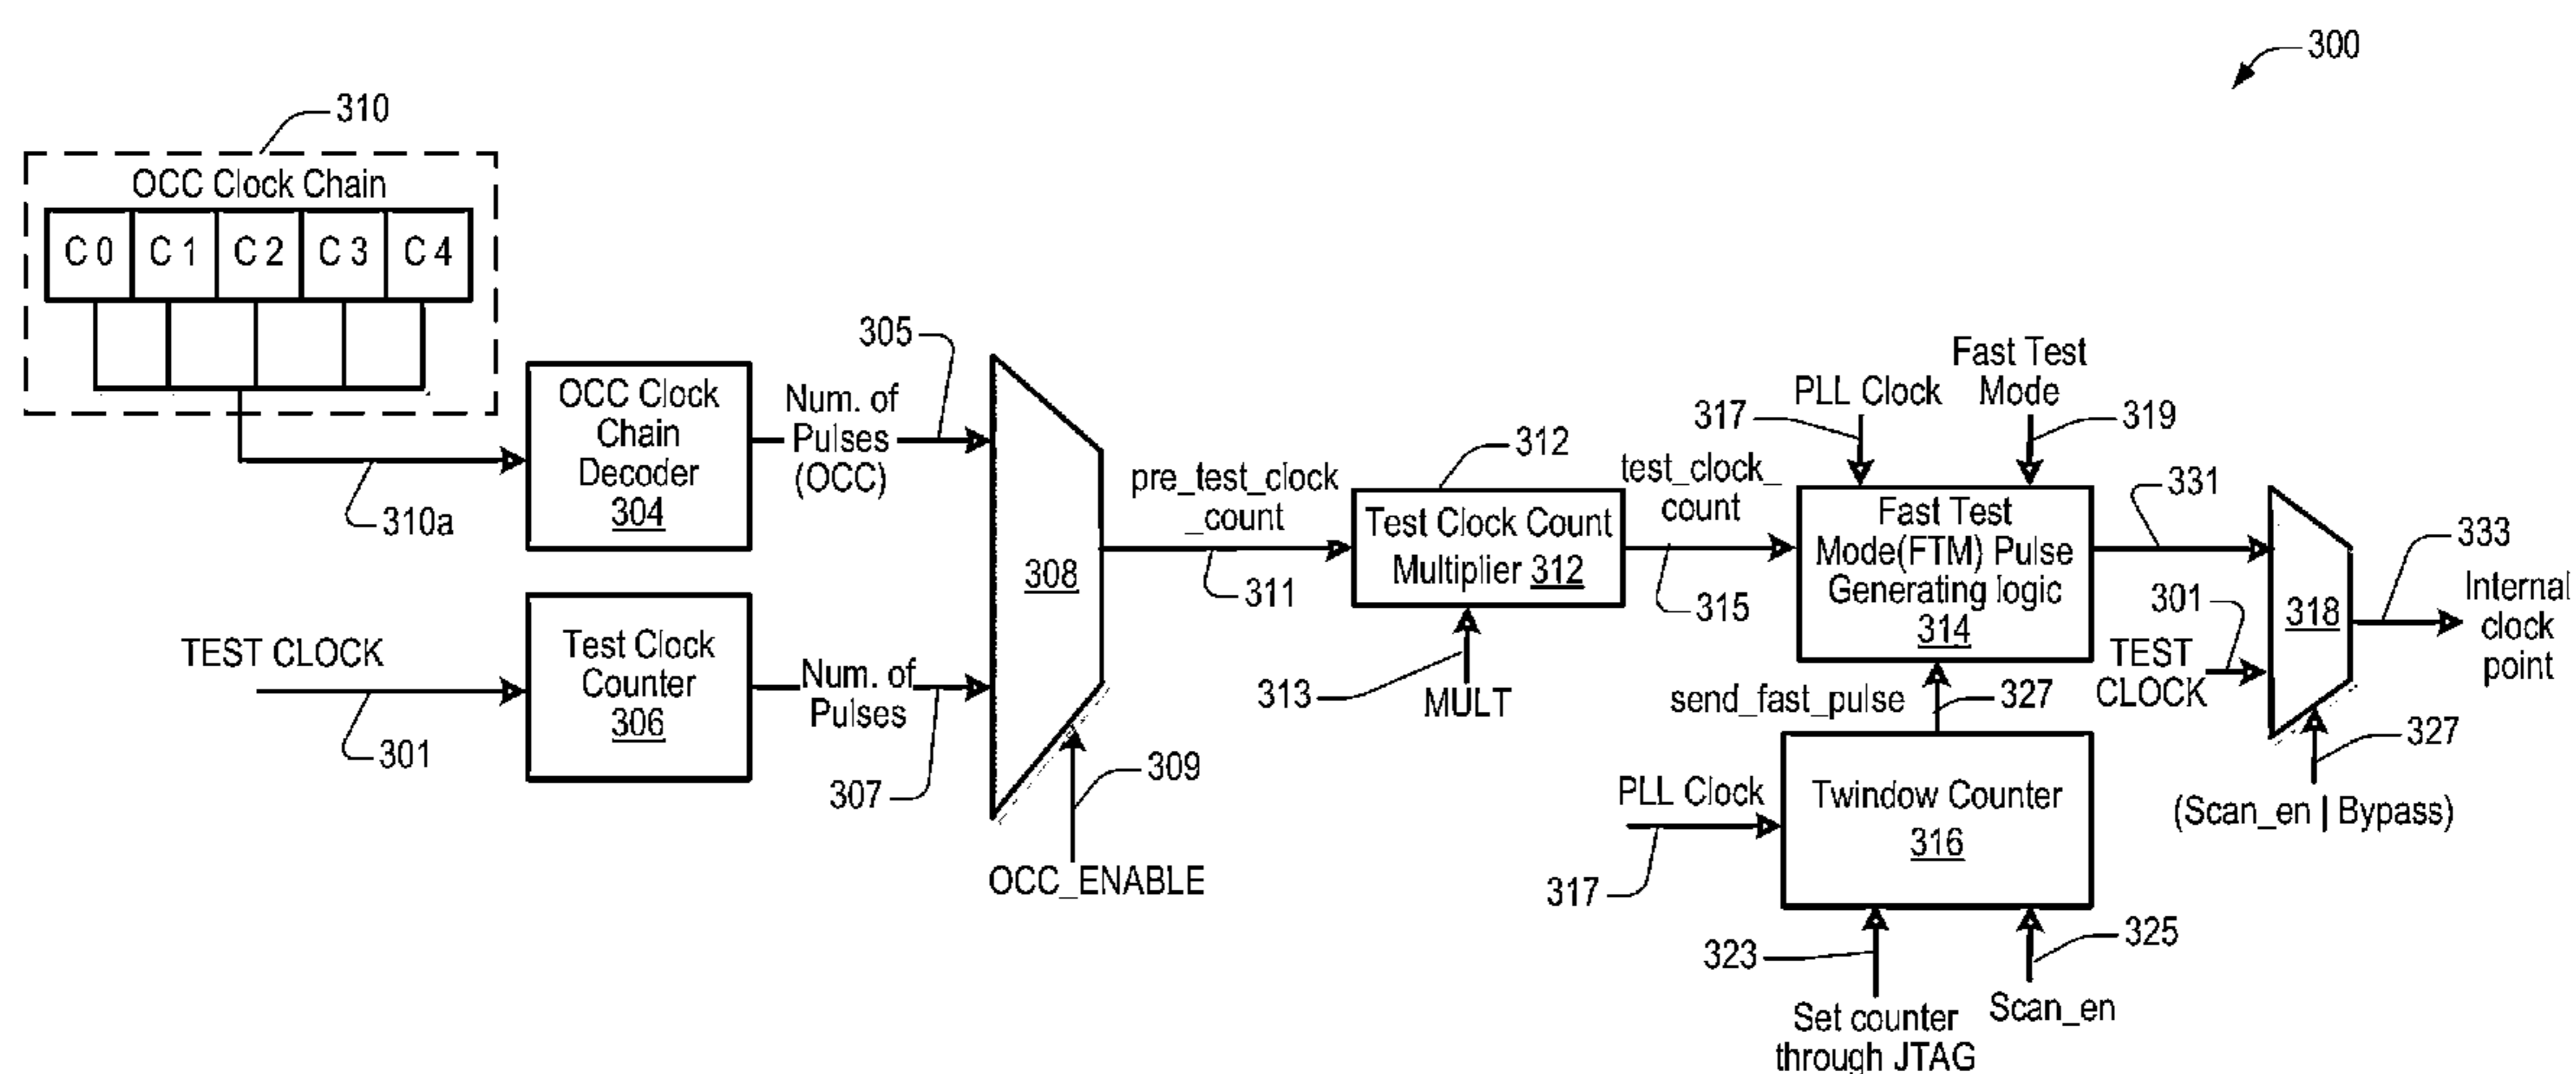 300
310
OCC Clock Chain
C 0 C 1 C 2 C 3 C 4
310a
OCC Clock
Chain
Decoder
304
Num. of
Pulses
(OCC)
305
TEST CLOCK
301
Test Clock
Counter
306
Num. of
Pulses
307
308
309
OCC_ENABLE
pre_test_clock
_count
311
312
Test Clock Count
Multiplier 312
313
MULT
test_clock_
count
315
317
PLL Clock
Fast Test
Mode
319
Fast Test
Mode(FTM) Pulse
Generating logic
314
send_fast_pulse
327
PLL Clock
317
Twindow Counter
316
323
Set counter
through JTAG
325
Scan_en
331
301
TEST
CLOCK
318
327
(Scan_en | Bypass)
333
Internal
clock
point